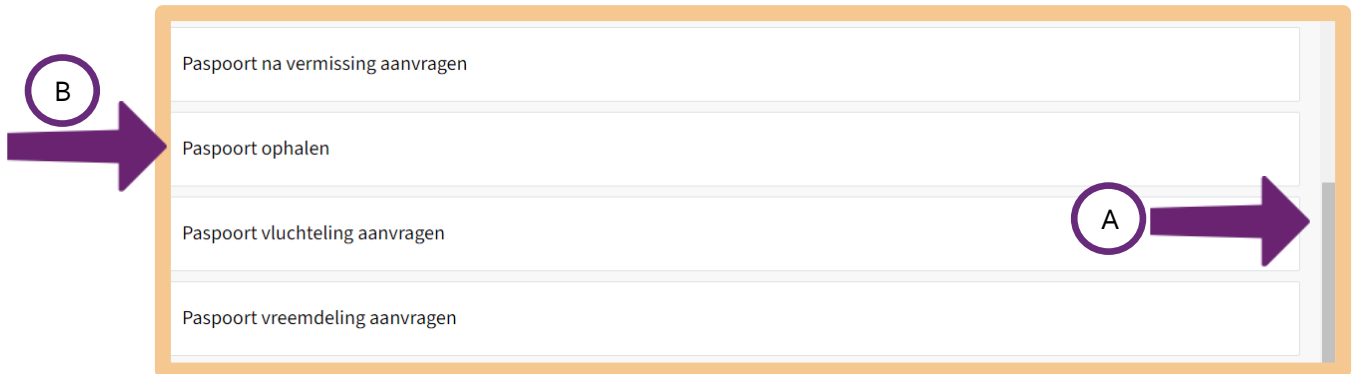 Paspoort na vermissing aanvragen
B
Paspoort ophalen
Paspoort vluchteling aanvragen
A
Paspoort vreemdeling aanvragen